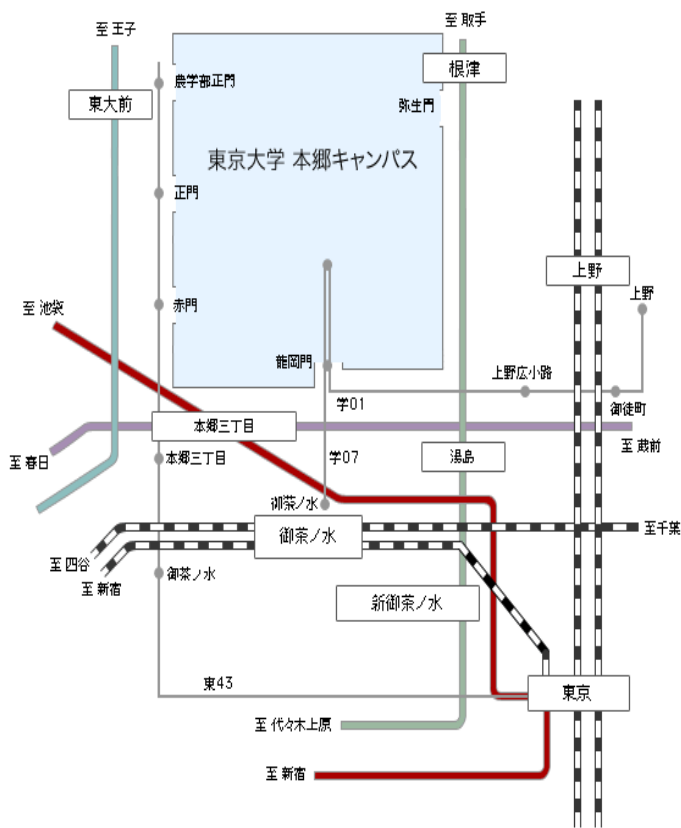 至 取手
至 王子
根津
農学部正門
東大前
弥生門
東京大学 本郷キャンパス
正門
上野
上野
赤門
至 池袋
龍岡門
上野広小路
学01
御徒町
本郷三丁目
至 蔵前
至 春日
本郷三丁目
学07
湯島
御茶ノ水
御茶ノ水
至千葉
至 四谷
至 新宿
御茶ノ水
新御茶ノ水
東43
東京
至 代々木上原
至 新宿